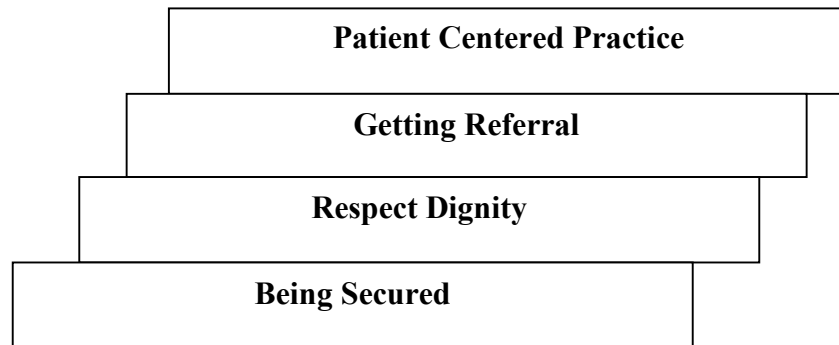 Patient Centered Practice
Getting Referral
Respect Dignity
Being Secured